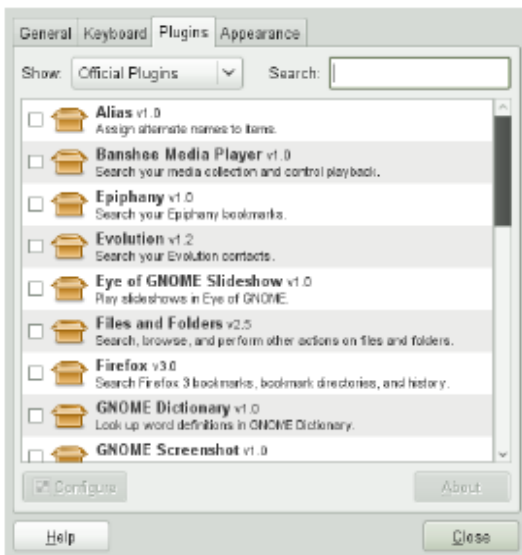 General Keyboard Plugins Appearance
Show: Official Plugins Search:
Alias v1.0
Assign alternate names to items.
Banshee Media Player v1.0
Search your media collection and control playback.
Epiphany v1.0
Search your Epiphany bookmarks.
Evolution v1.2
Search your Evolution contacts.
Eye of GNOME Slideshow v1.0
Play slideshows in Eye of GNOME.
Files and Folders v2.5
Search, browse, and perform other actions on files and folders.
Firefox v3.0
Search Firefox 3 bookmarks, bookmark directories, and history.
GNOME Dictionary v1.0
Look up word definitions in GNOME Dictionary.
GNOME Screenshot v1.0
Configure About
Help Close